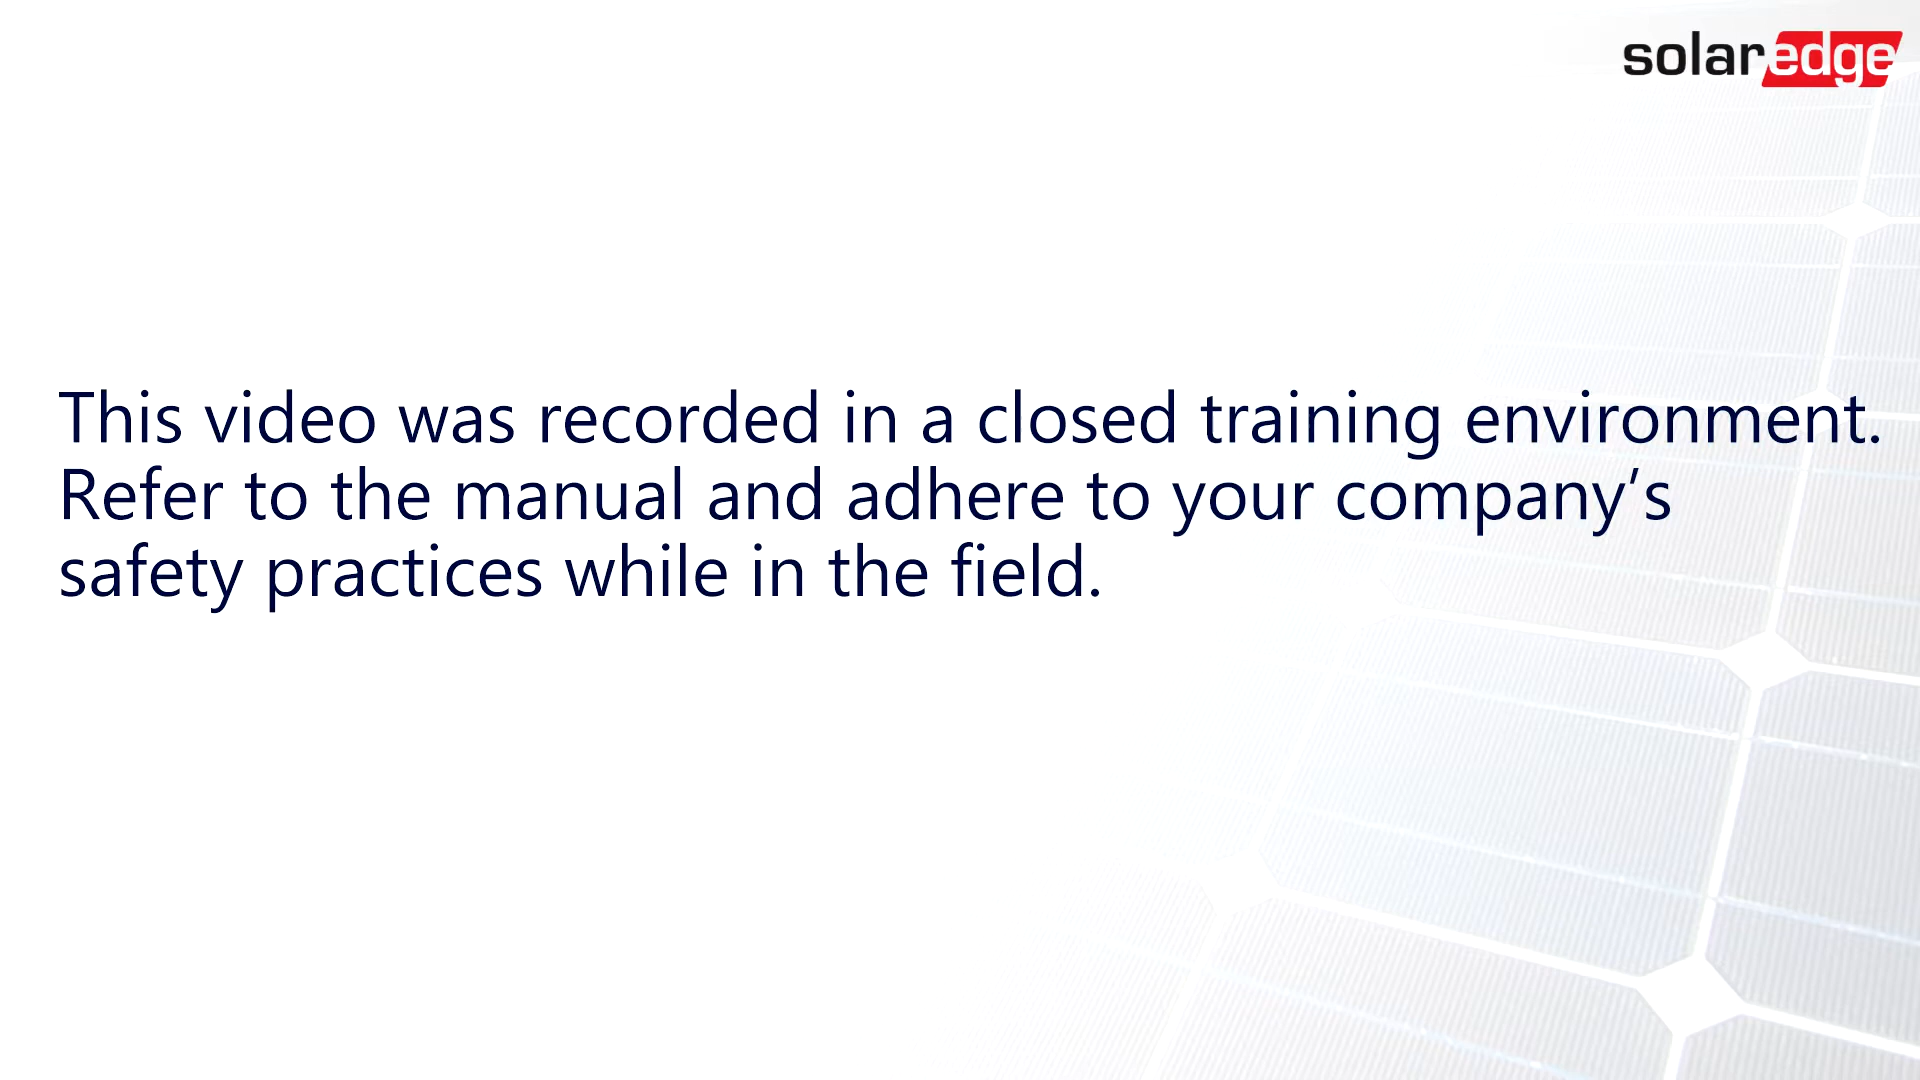 solaredge
This video was recorded in a closed training environment.
Refer to the manual and adhere to your company’s
safety practices while in the field.